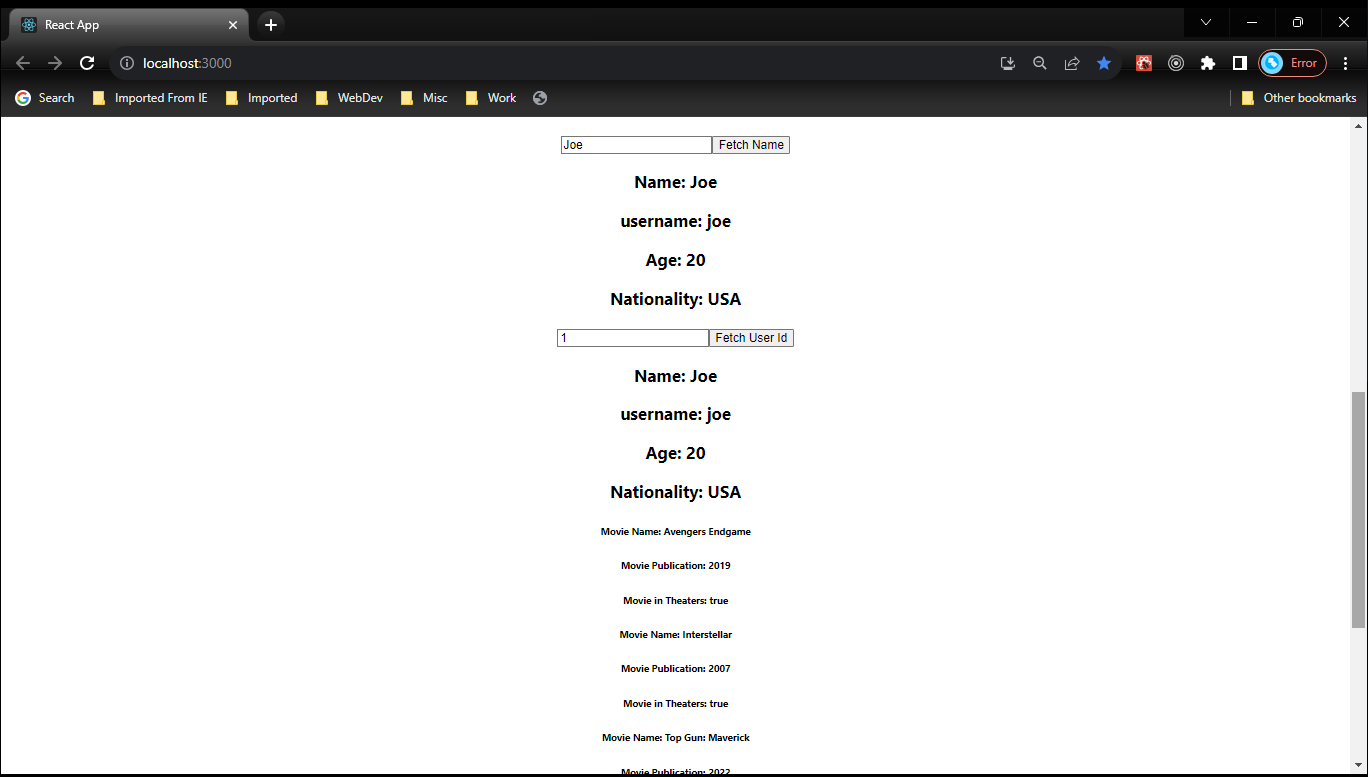 React App
localhost:3000
Error
Search Imported From IE Imported WebDev Misc Work Other bookmarks
Joe Fetch Name
Name: Joe
username: joe
Age: 20
Nationality: USA
1 Fetch User Id
Name: Joe
username: joe
Age: 20
Nationality: USA
Movie Name: Avengers Endgame
Movie Publication: 2019
Movie in Theaters: true
Movie Name: Interstellar
Movie Publication: 2007
Movie in Theaters: true
Movie Name: Top Gun: Maverick
Movie Publication: 2022